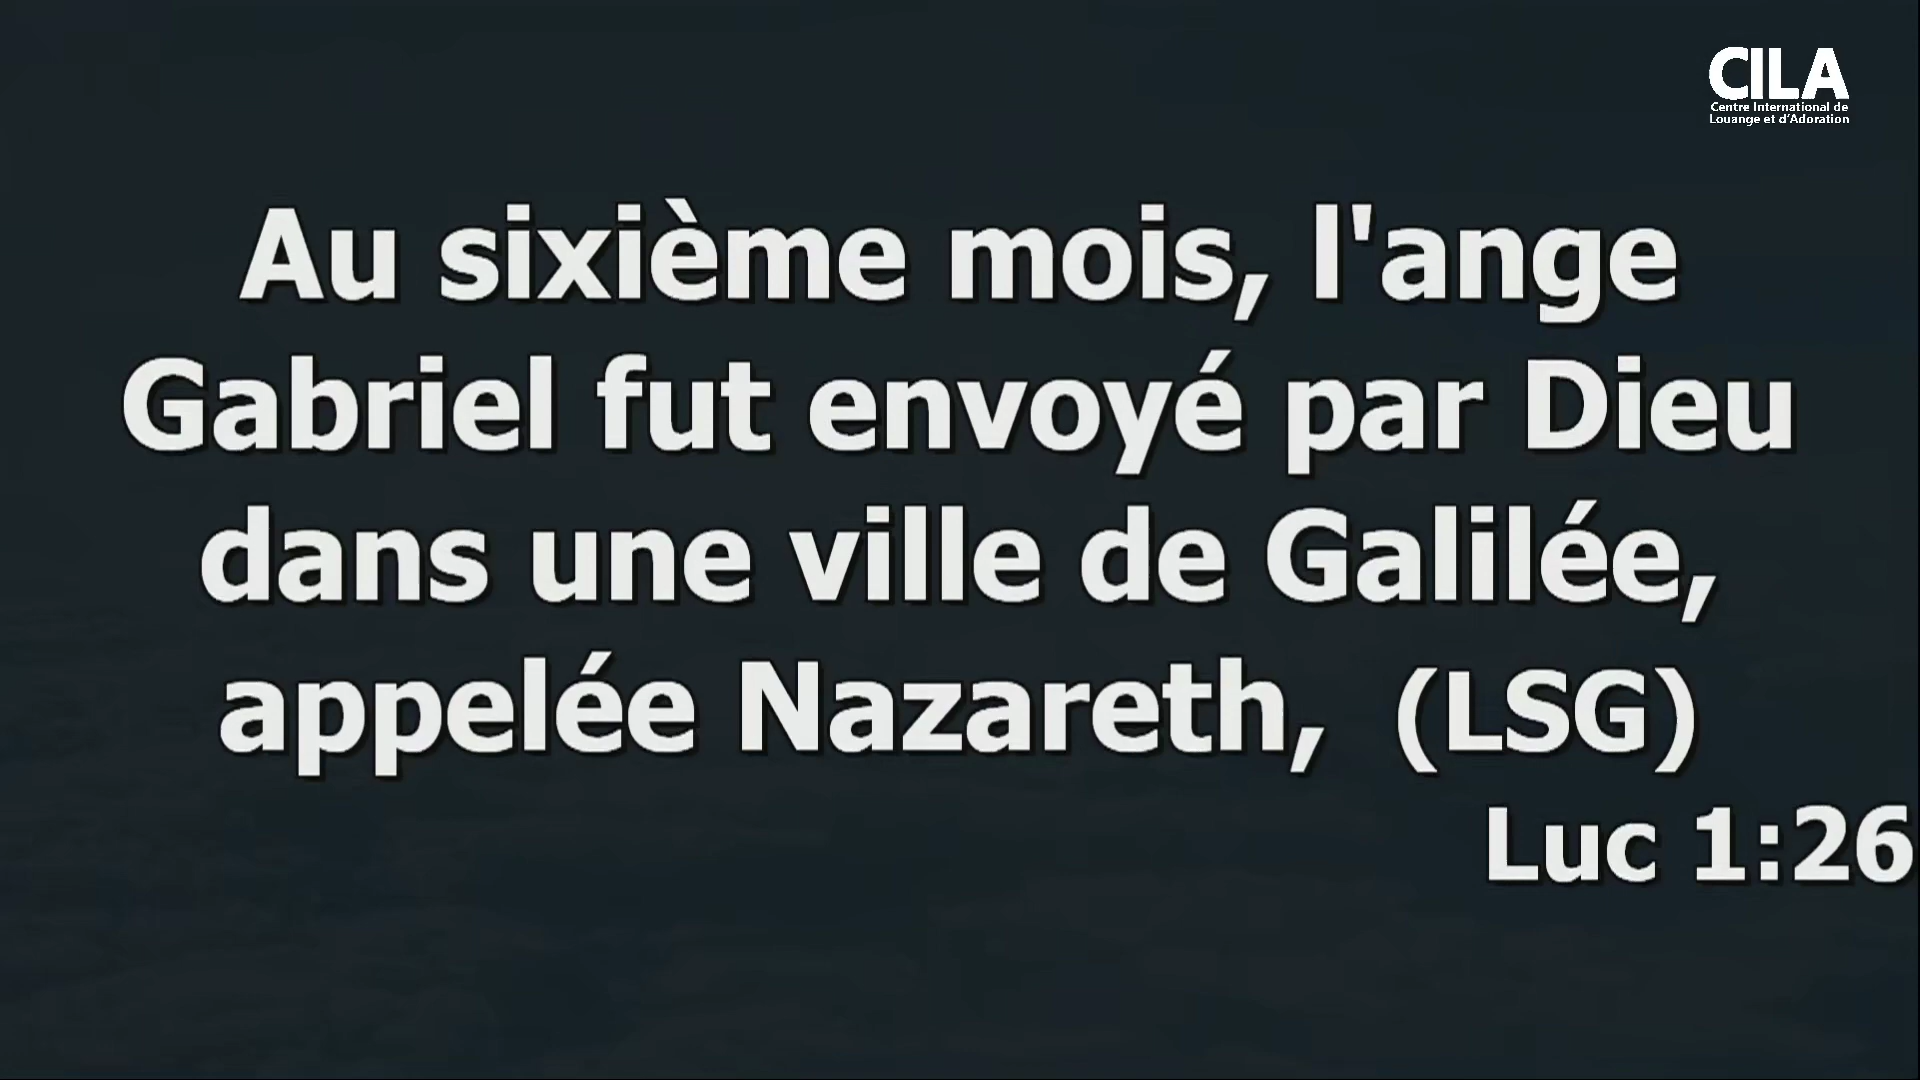 CILA
Centre International de
Louange et d'Adoration
Au sixième mois, l'ange
Gabriel fut envoyé par Dieu
dans une ville de Galilée,
appelée Nazareth, (LSG)
Luc 1:26